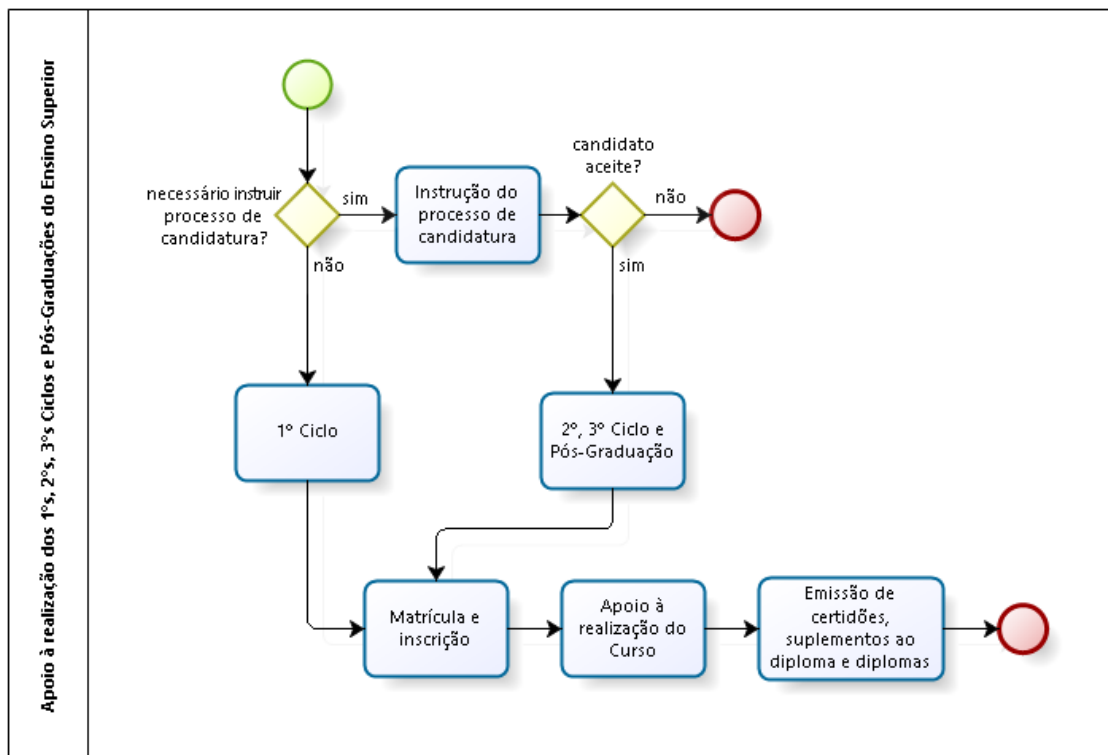 Apoio à realização dos 1ºs, 2ºs, 3ºs Ciclos e Pós-Graduações do Ensino Superior
necessário instruir
processo de
candidatura?
sim
não
Instrução do
processo de
candidatura
candidato
aceite?
não
sim
1º Ciclo
2º, 3º Ciclo e
Pós-Graduação
Matrícula e
inscrição
Apoio à
realização do
Curso
Emissão de
certidões,
suplementos ao
diploma e diplomas